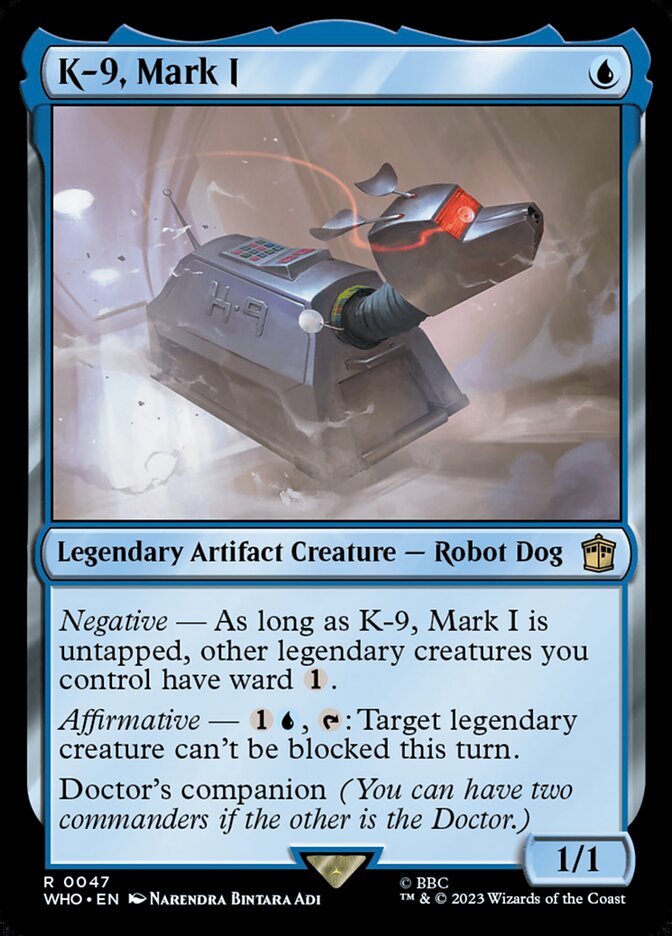 K-9, Mark I
K-9
Legendary Artifact Creature — Robot Dog
Negative — As long as K-9, Mark I is
untapped, other legendary creatures you
control have ward 1.
Affirmative — 1 , : Target legendary
creature can't be blocked this turn.
Doctor's companion (You can have two
commanders if the other is the Doctor.)
1/1
R 0047
WHO • EN Narendra Bintara Adi
© BBC
™ & © 2023 Wizards of the Coast